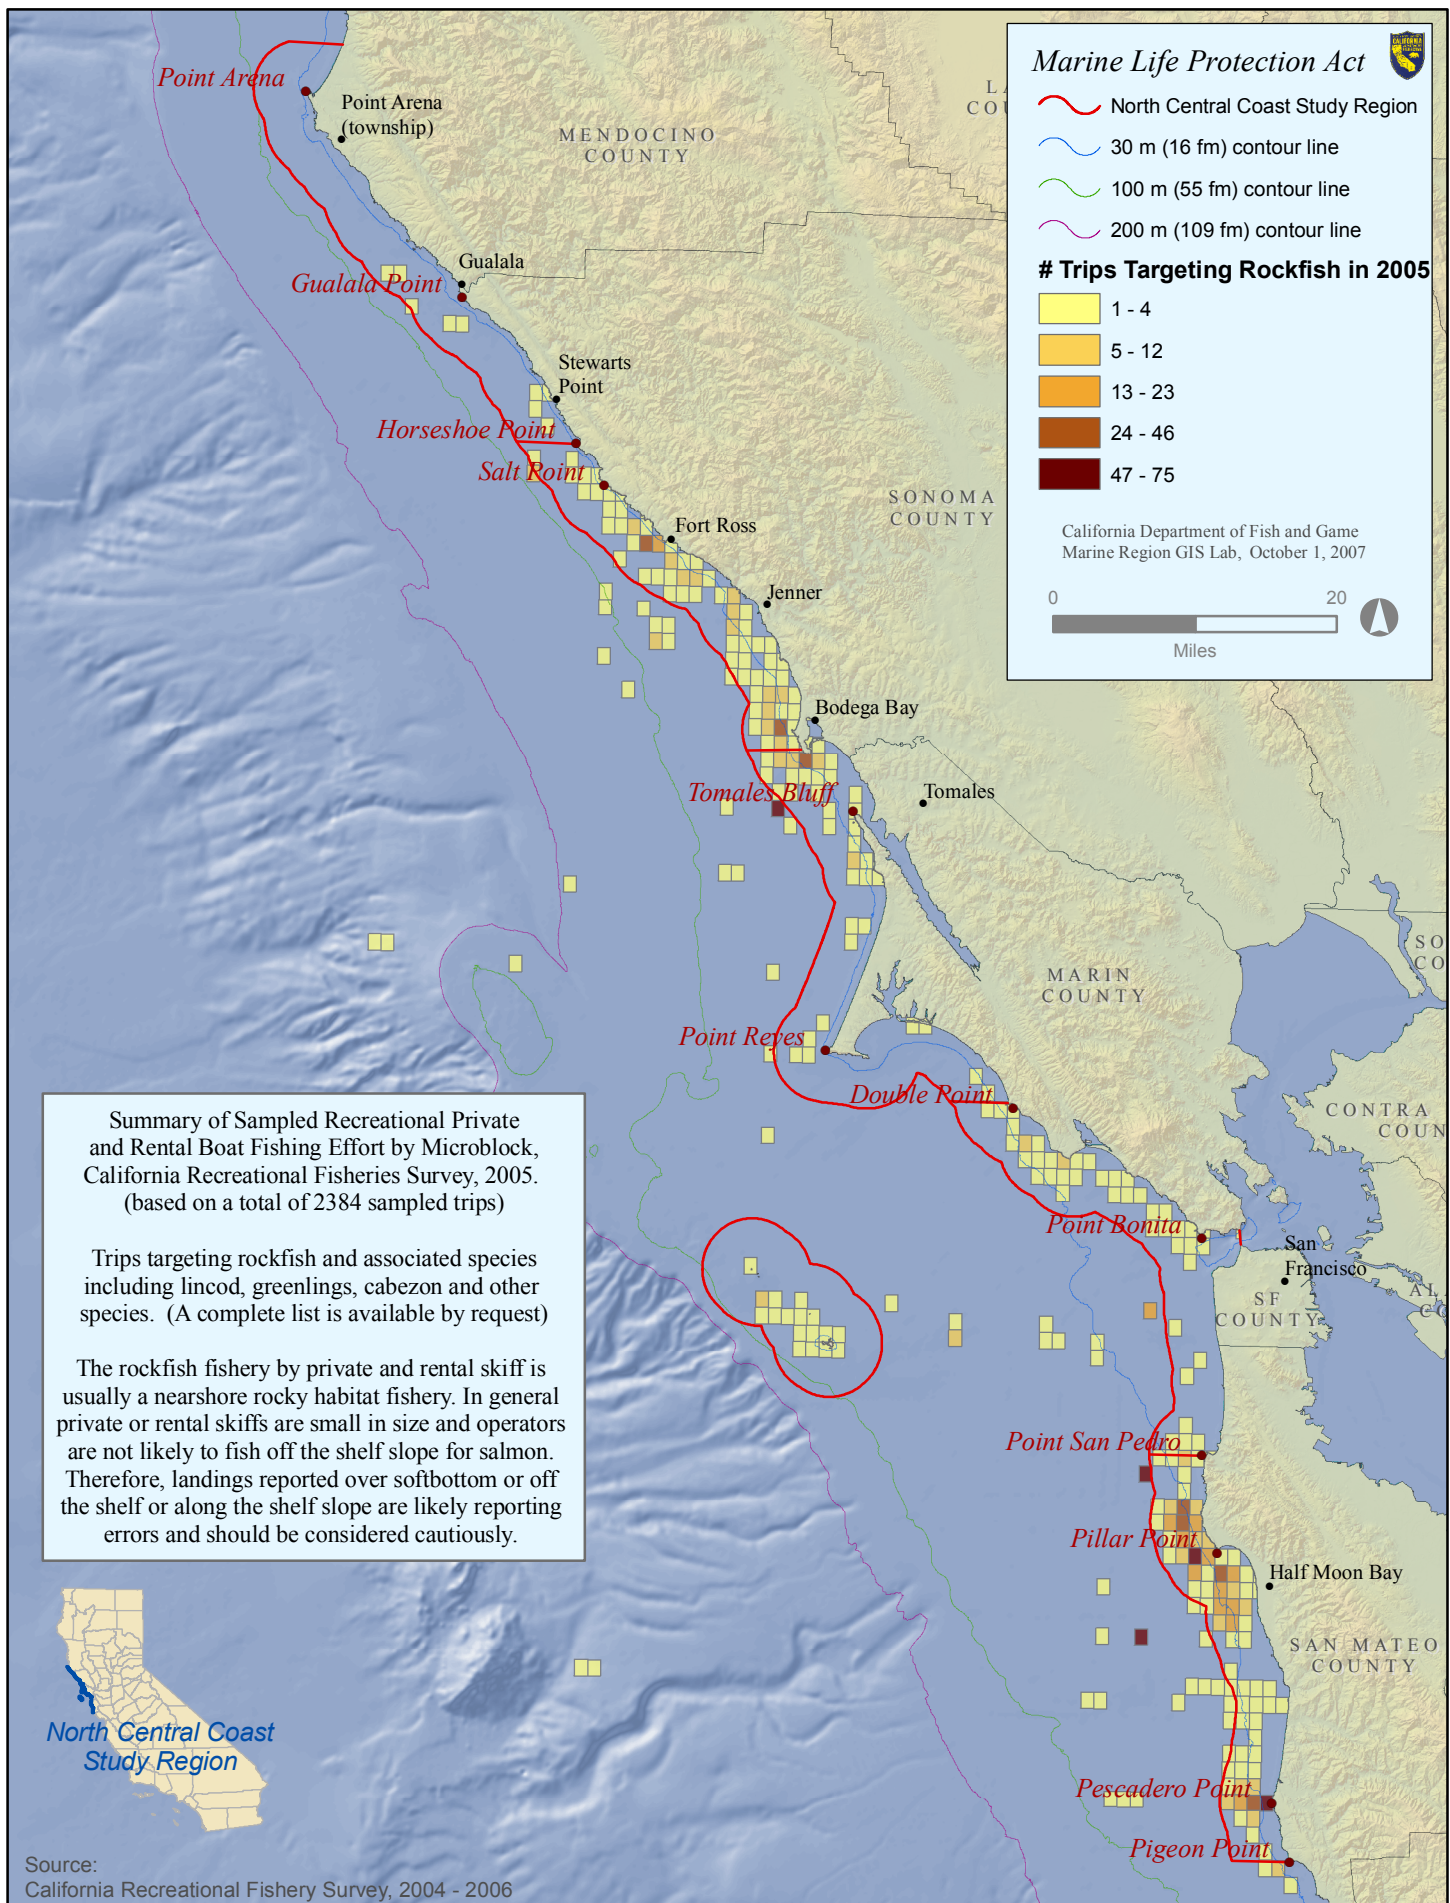 Marine Life Protection Act
North Central Coast Study Region
30 m (16 fm) contour line
100 m (55 fm) contour line
200 m (109 fm) contour line
# Trips Targeting Rockfish in 2005
1 - 4
5 - 12
13 - 23
24 - 46
47 - 75
California Department of Fish and Game
Marine Region GIS Lab, October 1, 2007
0 20
Miles
Point Arena
Point Arena
(township)
MENDOCINO
COUNTY
Gualala
Gualala Point
Stewarts
Point
Horseshoe Point
Salt Point
SONOMA
COUNTY
Fort Ross
Jenner
Bodega Bay
Tomales Bluff
Tomales
MARIN
COUNTY
Point Reyes
Double Point
CONTRA
COUN
Point Bonita
San
Francisco
SF
COUNTY
Point San Pedro
Pillar Point
Half Moon Bay
SAN MATEO
COUNTY
Pescadero Point
Pigeon Point
Summary of Sampled Recreational Private
and Rental Boat Fishing Effort by Microblock,
California Recreational Fisheries Survey, 2005.
(based on a total of 2384 sampled trips)
Trips targeting rockfish and associated species
including lincod, greenlings, cabezon and other
species. (A complete list is available by request)
The rockfish fishery by private and rental skiff is
usually a nearshore rocky habitat fishery. In general
private or rental skiffs are small in size and operators
are not likely to fish off the shelf slope for salmon.
Therefore, landings reported over softbottom or off
the shelf or along the shelf slope are likely reporting
errors and should be considered cautiously.
North Central Coast
Study Region
Source:
California Recreational Fishery Survey, 2004 - 2006